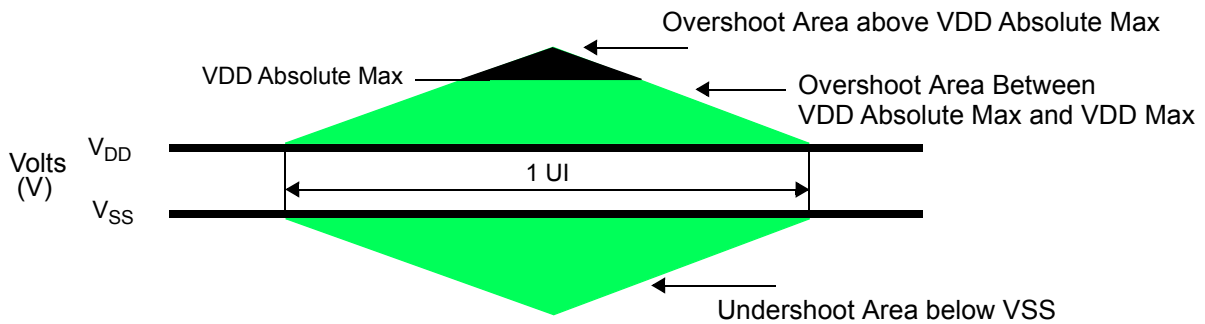 Overshoot Area above VDD Absolute Max
VDD Absolute Max
Overshoot Area Between
VDD Absolute Max and VDD Max
VDD
Volts
(V)
1 UI
VSS
Undershoot Area below VSS